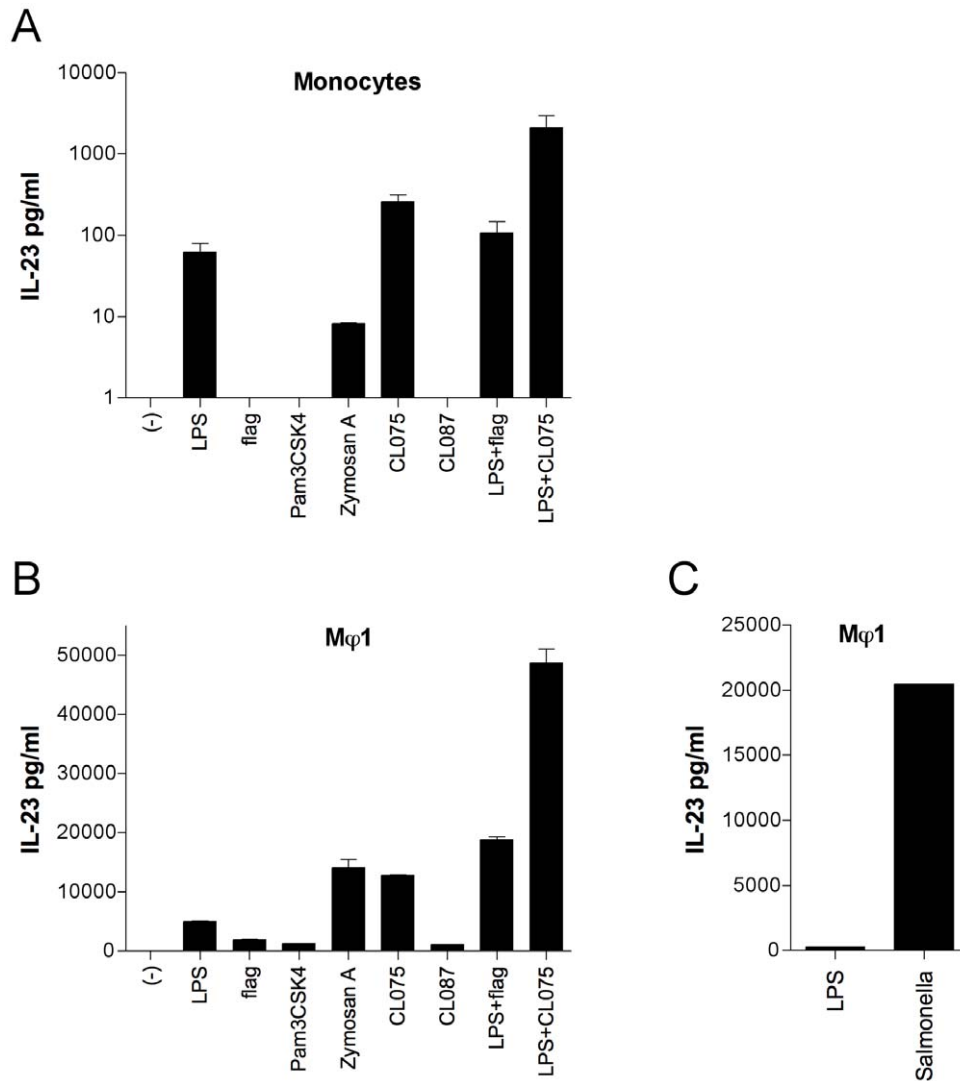 A
Monocytes
IL-23 pg/ml
10000
1000
100
10
1
(-)
LPS
flag
Pam3CSK4
Zymosan A
CL075
CL087
LPS+flag
LPS+CL075
B
Mφ1
IL-23 pg/ml
50000
40000
30000
20000
10000
0
(-)
LPS
flag
Pam3CSK4
Zymosan A
CL075
CL087
LPS+flag
LPS+CL075
C
Mφ1
IL-23 pg/ml
25000
20000
15000
10000
5000
0
LPS
Salmonella